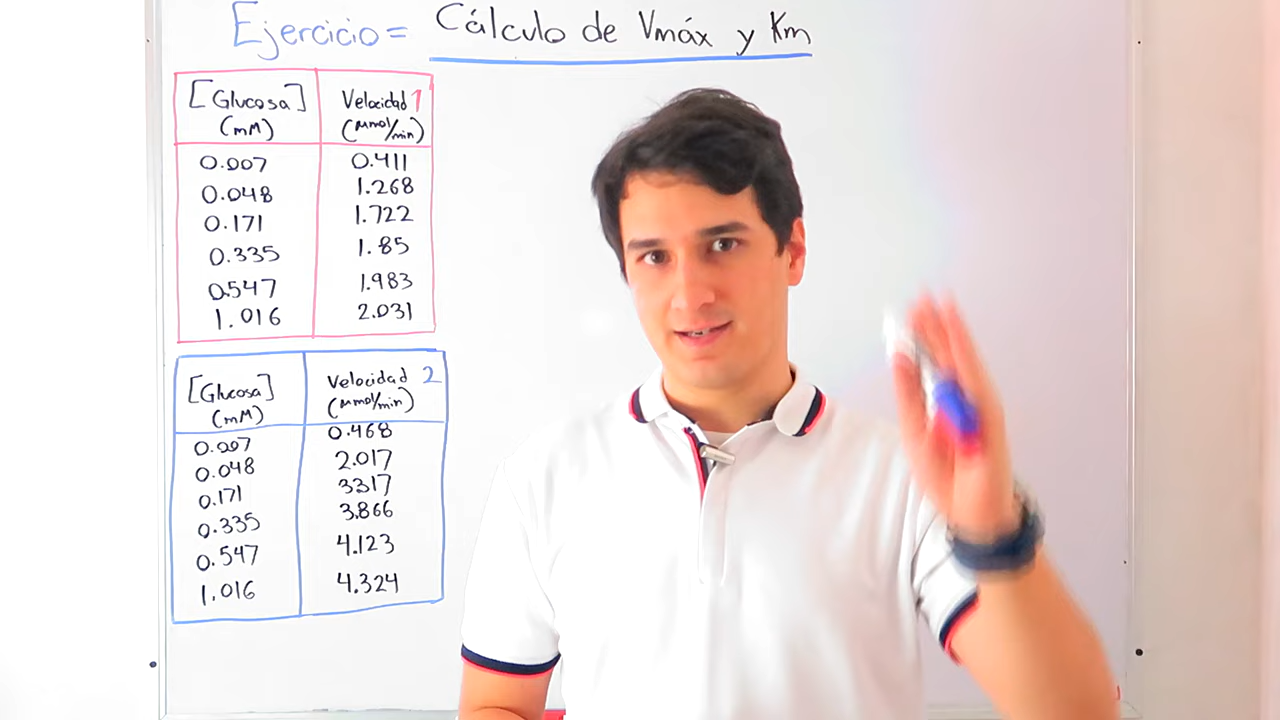 Ejercicio= Cálculo de Vmáx y Km
[Glucosa] Velocidad 1
(mM) (μmol/min)
0.007 0.411
0.048 1.268
0.171 1.722
0.335 1.85
0.547 1.983
1.016 2.031
[Glucosa] Velocidad 2
(mM) (μmol/min)
0.007 0.468
0.048 2.017
0.171 3317
0.335 3.866
0.547 4.123
1.016 4.324